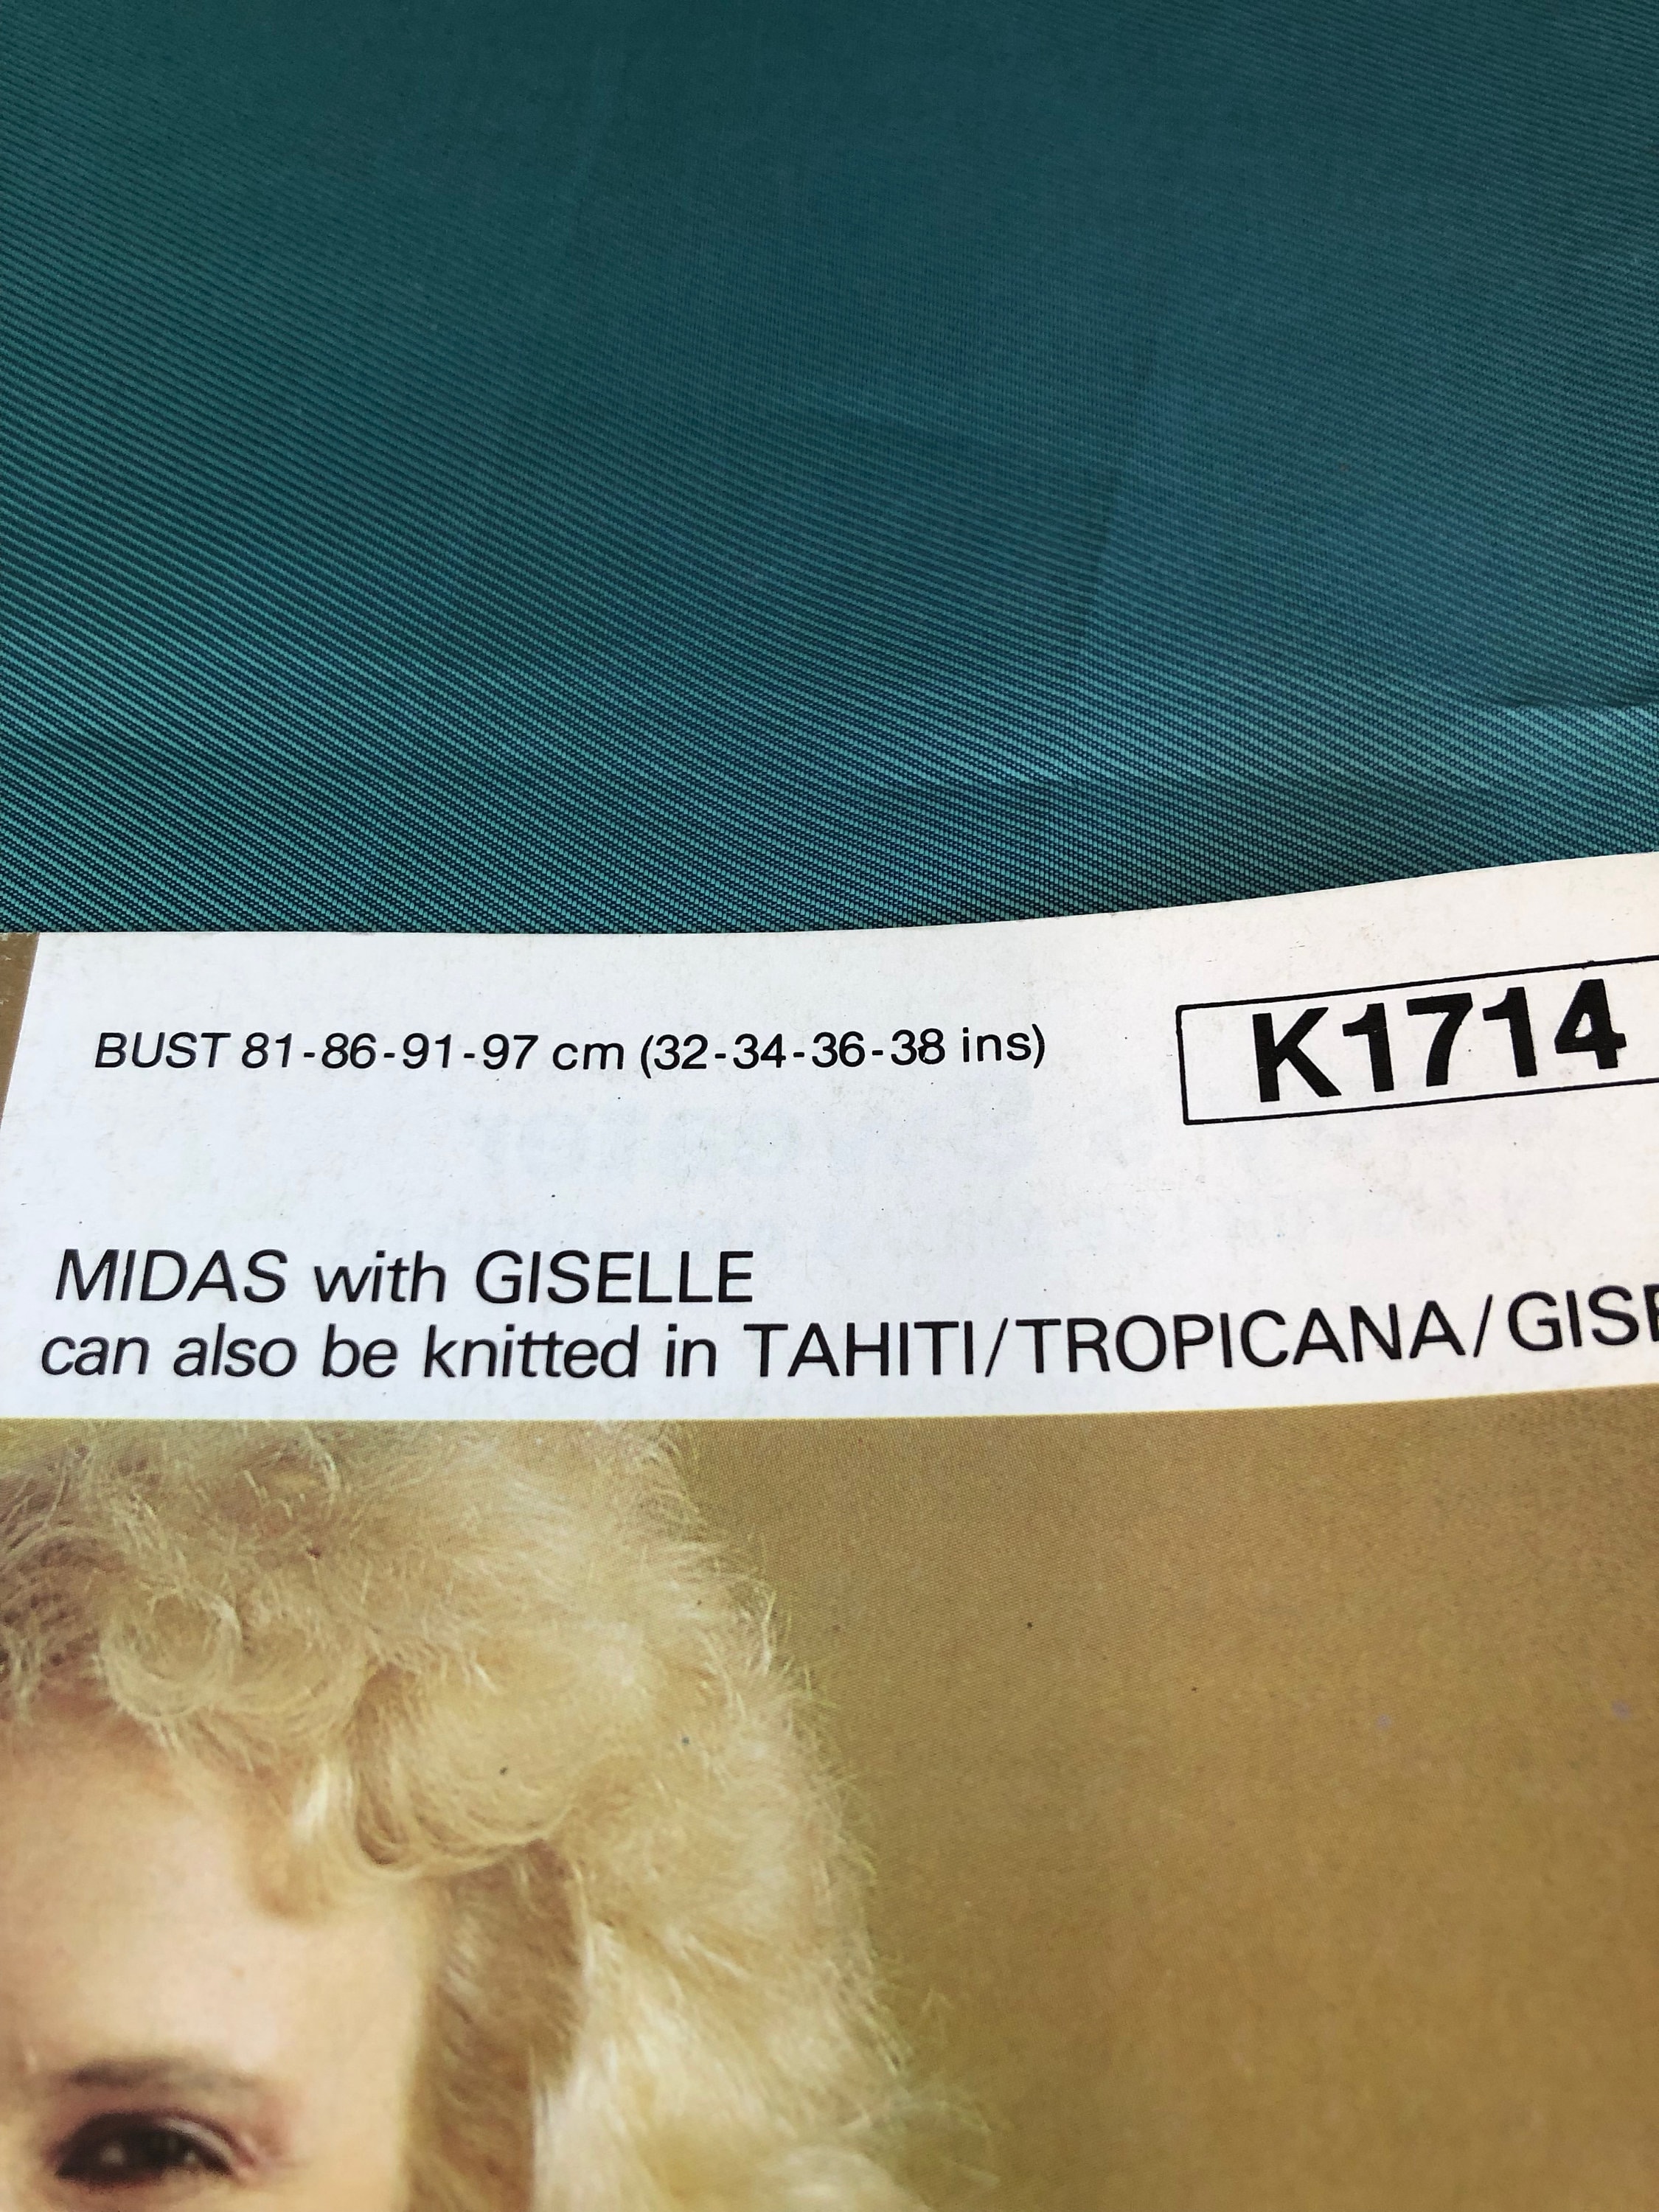 BUST 81-86-91-97 cm (32-34-36-38 ins)
K1714
MIDAS with GISELLE
can also be knitted in TAHITI/TROPICANA/GISE